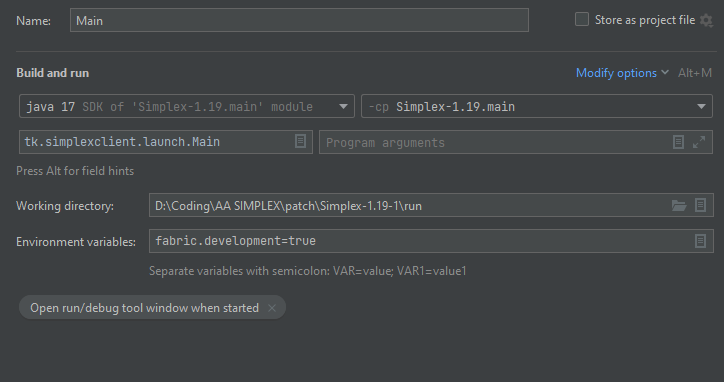 Name: Main Store as project file
Build and run Modify options Alt+M
java 17 SDK of 'Simplex-1.19.main' module -cp Simplex-1.19.main
tk.simplexclient.launch.Main Program arguments
Press Alt for field hints
Working directory: D:\Coding\AA SIMPLEX\patch\Simplex-1.19-1\run
Environment variables: fabric.development=true
Separate variables with semicolon: VAR=value; VAR1=value1
Open run/debug tool window when started ×